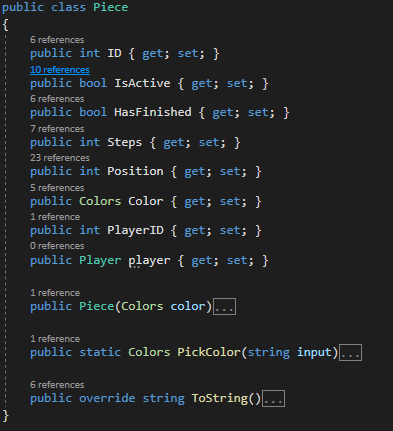 public class Piece
{
6 references
public int ID { get; set; }
10 references
public bool IsActive { get; set; }
6 references
public bool HasFinished { get; set; }
7 references
public int Steps { get; set; }
23 references
public int Position { get; set; }
5 references
public Colors Color { get; set; }
1 reference
public int PlayerID { get; set; }
0 references
public Player player { get; set; }
1 reference
public Piece(Colors color)...
1 reference
public static Colors PickColor(string input)...
6 references
public override string ToString()...
}